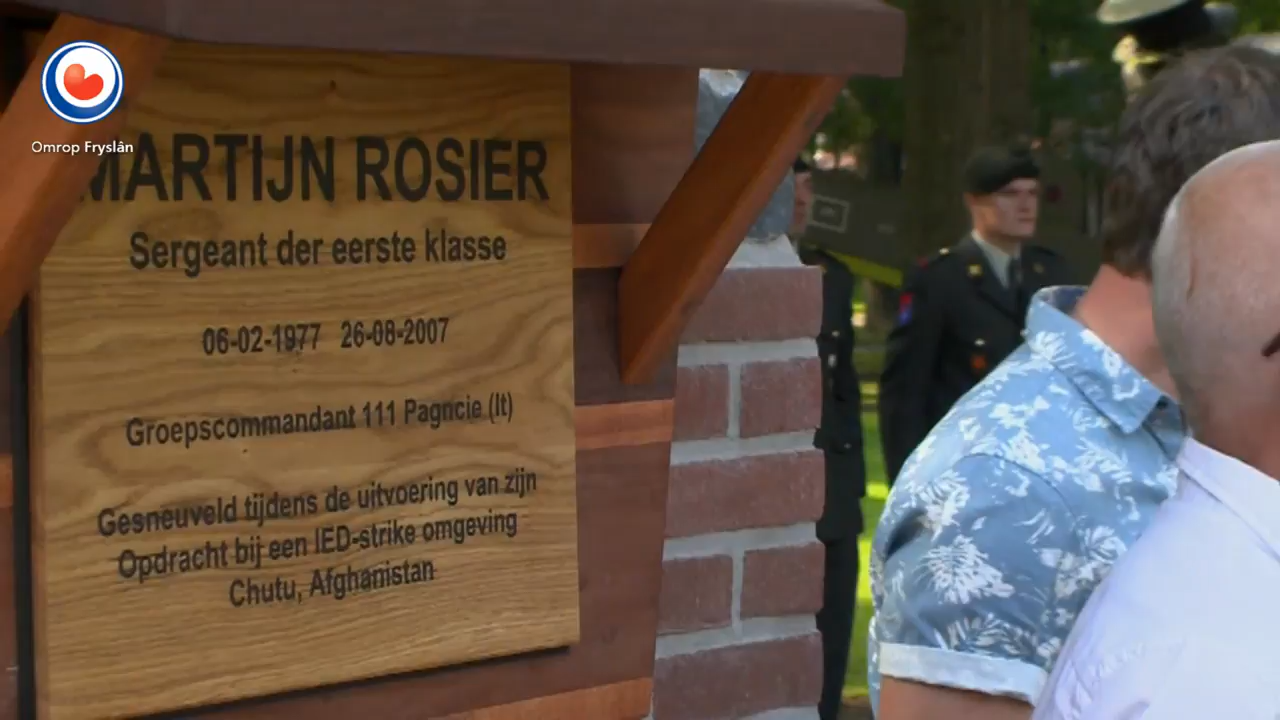 Omrop Fryslân
MARTIJN ROSIER
Sergeant der eerste klasse
06-02-1977 26-08-2007
Groepscommandant 111 Pagncie (lt)
Gesneuveld tijdens de uitvoering van zijn
Opdracht bij een IED-strike omgeving
Chutu, Afghanistan